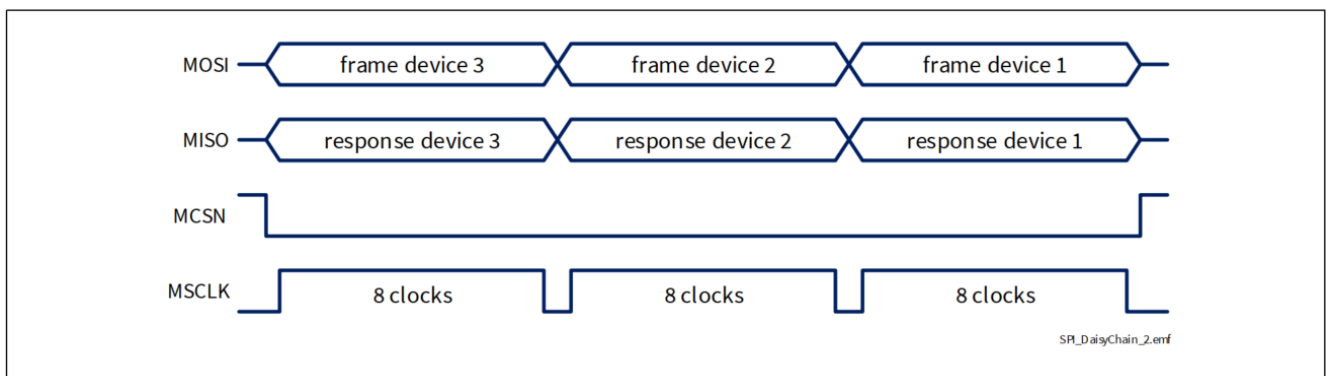 MOSI frame device 3 frame device 2 frame device 1
MISO response device 3 response device 2 response device 1
MCSN
MSCLK 8 clocks 8 clocks 8 clocks
SPI_DaisyChain_2.emf